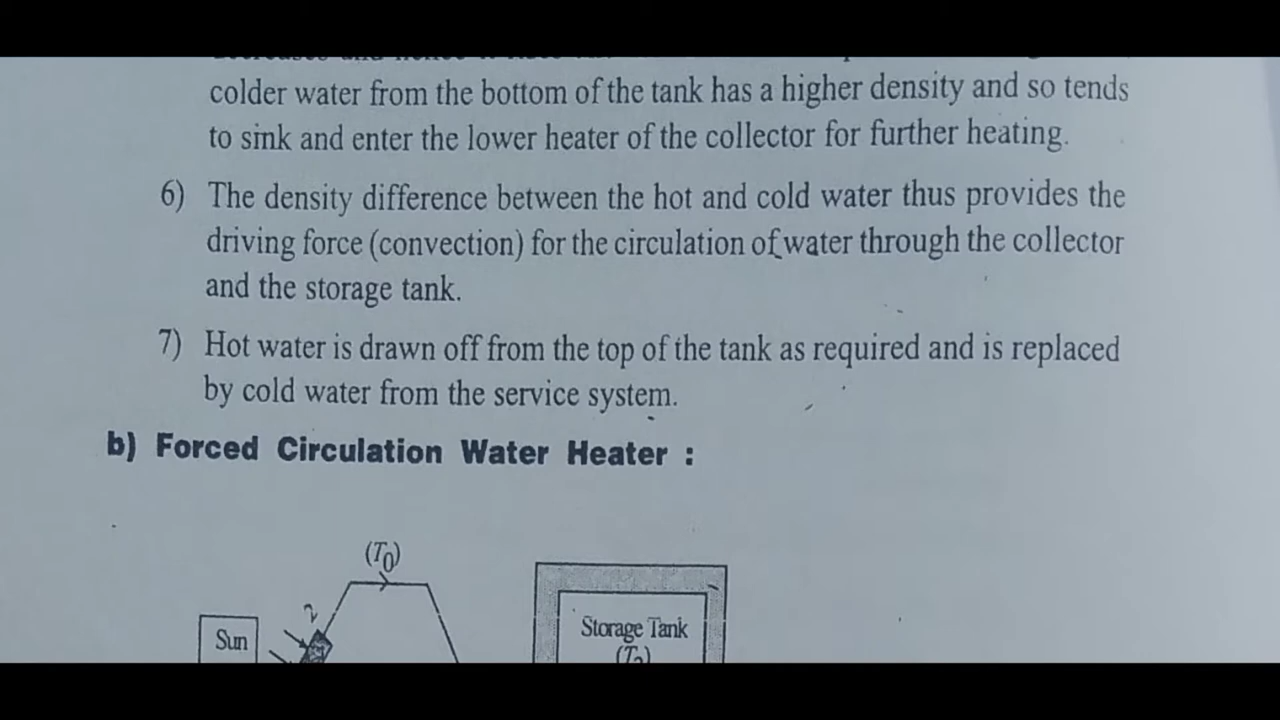 colder water from the bottom of the tank has a higher density and so tends
to sink and enter the lower heater of the collector for further heating.
6) The density difference between the hot and cold water thus provides the
driving force (convection) for the circulation of water through the collector
and the storage tank.
7) Hot water is drawn off from the top of the tank as required and is replaced
by cold water from the service system.
b) Forced Circulation Water Heater :
(T0)
2
Sun
Storage Tank